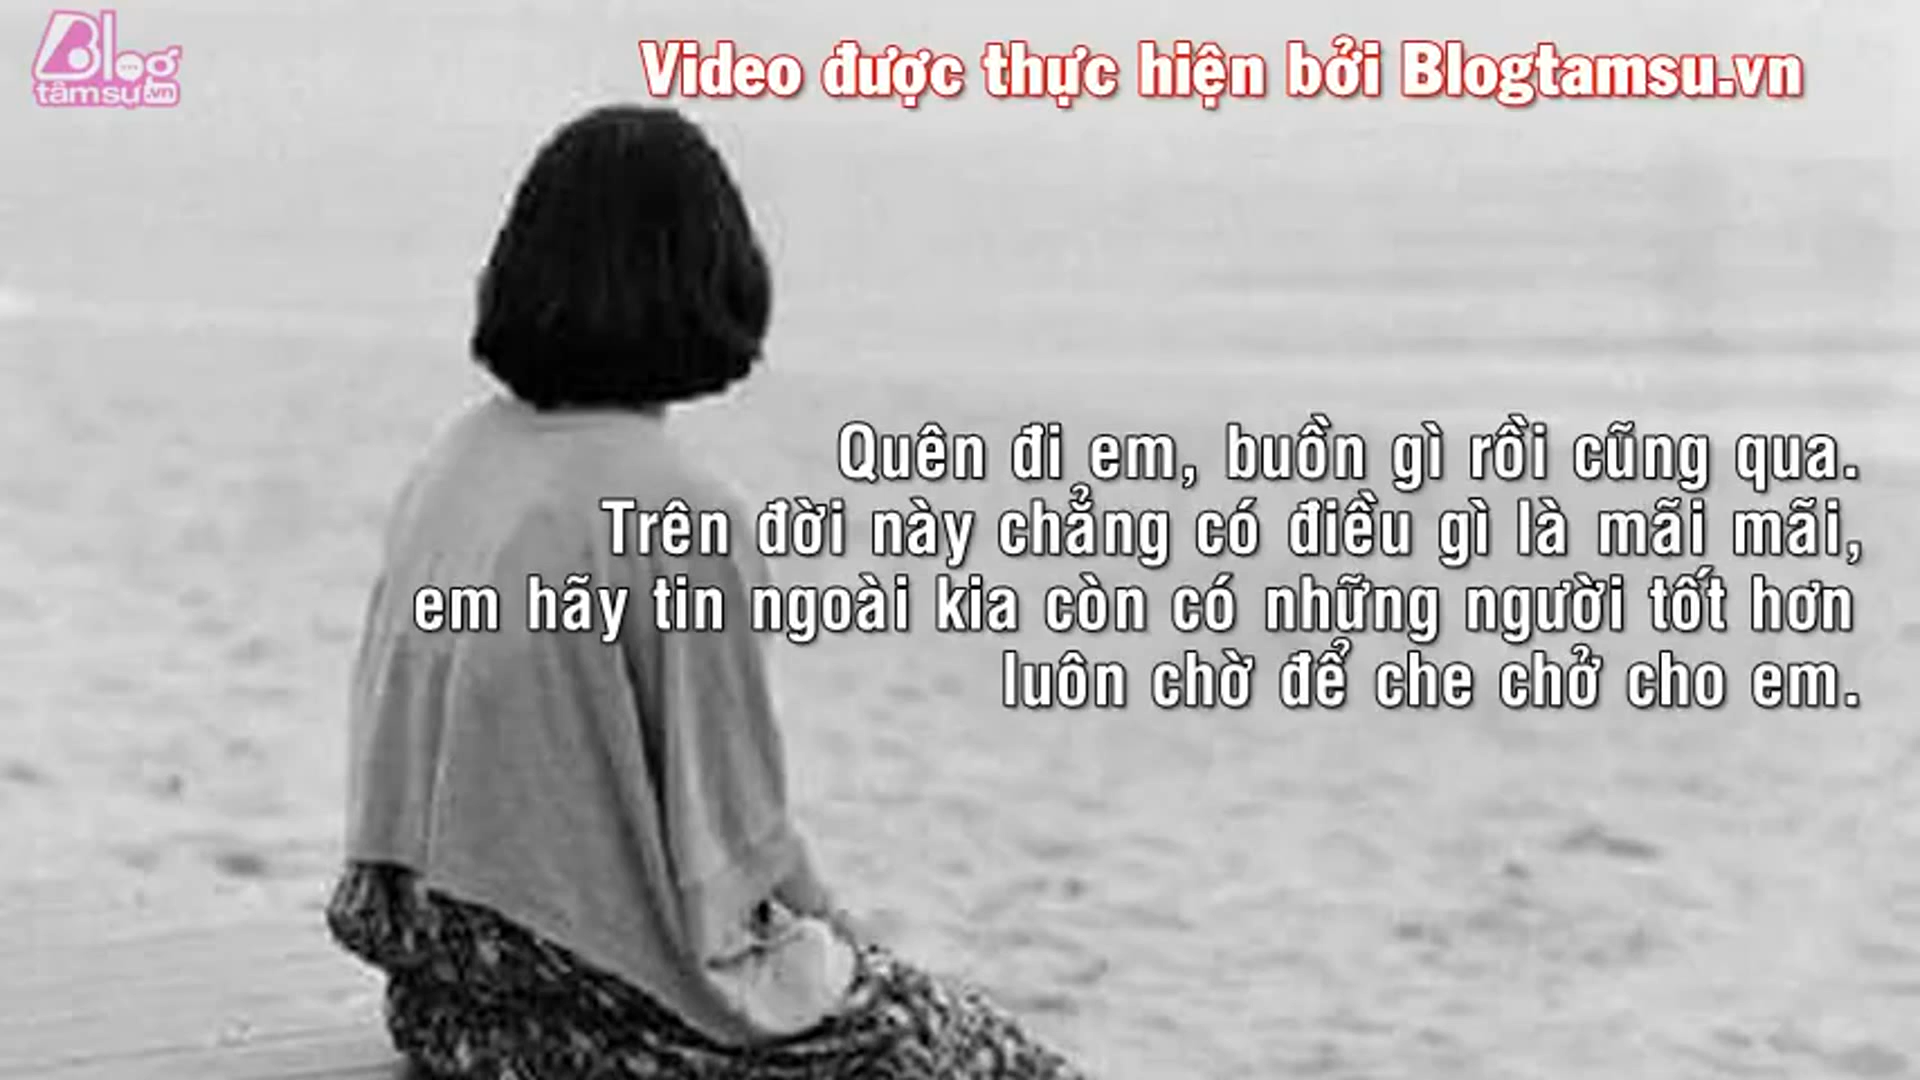 Blog
tâmsự.vn
Video được thực hiện bởi Blogtamsu.vn
Quên đi em, buồn gì rồi cũng qua.
Trên đời này chẳng có điều gì là mãi mãi,
em hãy tin ngoài kia còn có những người tốt hơn
luôn chờ để che chở cho em.